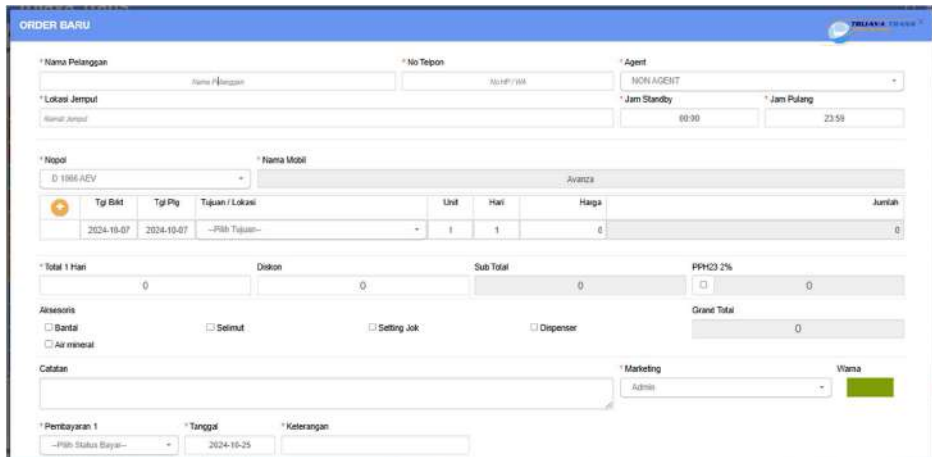 ORDER BARU
TRIJAYA TRANS
* Nama Pelanggan * No Telpon * Agent
Nama Pelanggan No HP / WA NON AGENT
* Lokasi Jemput * Jam Standby * Jam Pulang
Alamat Jemput 00:00 23:59
* Nopol * Nama Mobil
D 1066 AEV Avanza
Tgl Brkt Tgl Plg Tujuan / Lokasi Unit Hari Harga Jumlah
2024-10-07 2024-10-07 --Pilih Tujuan-- 1 1 0 0
* Total 1 Hari Diskon Sub Total PPH23 2%
0 0 0 0
Aksesoris Grand Total
Bantal Selimut Setting Jok Dispenser 0
Air mineral
Catatan * Marketing Warna
Admin
* Pembayaran 1 * Tanggal * Keterangan
--Pilih Status Bayar-- 2024-10-25